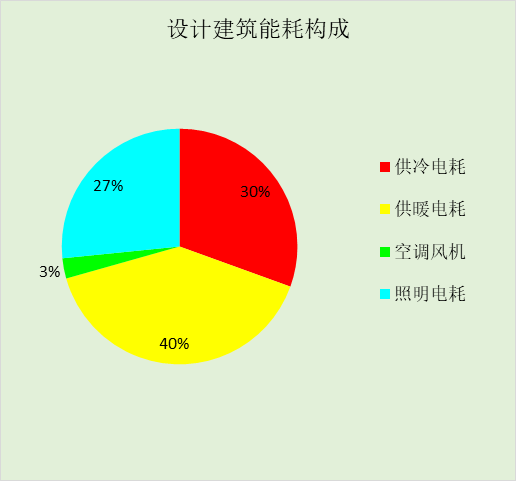 设计建筑能耗构成
30%
40%
3%
27%
供冷电耗
供暖电耗
空调风机
照明电耗